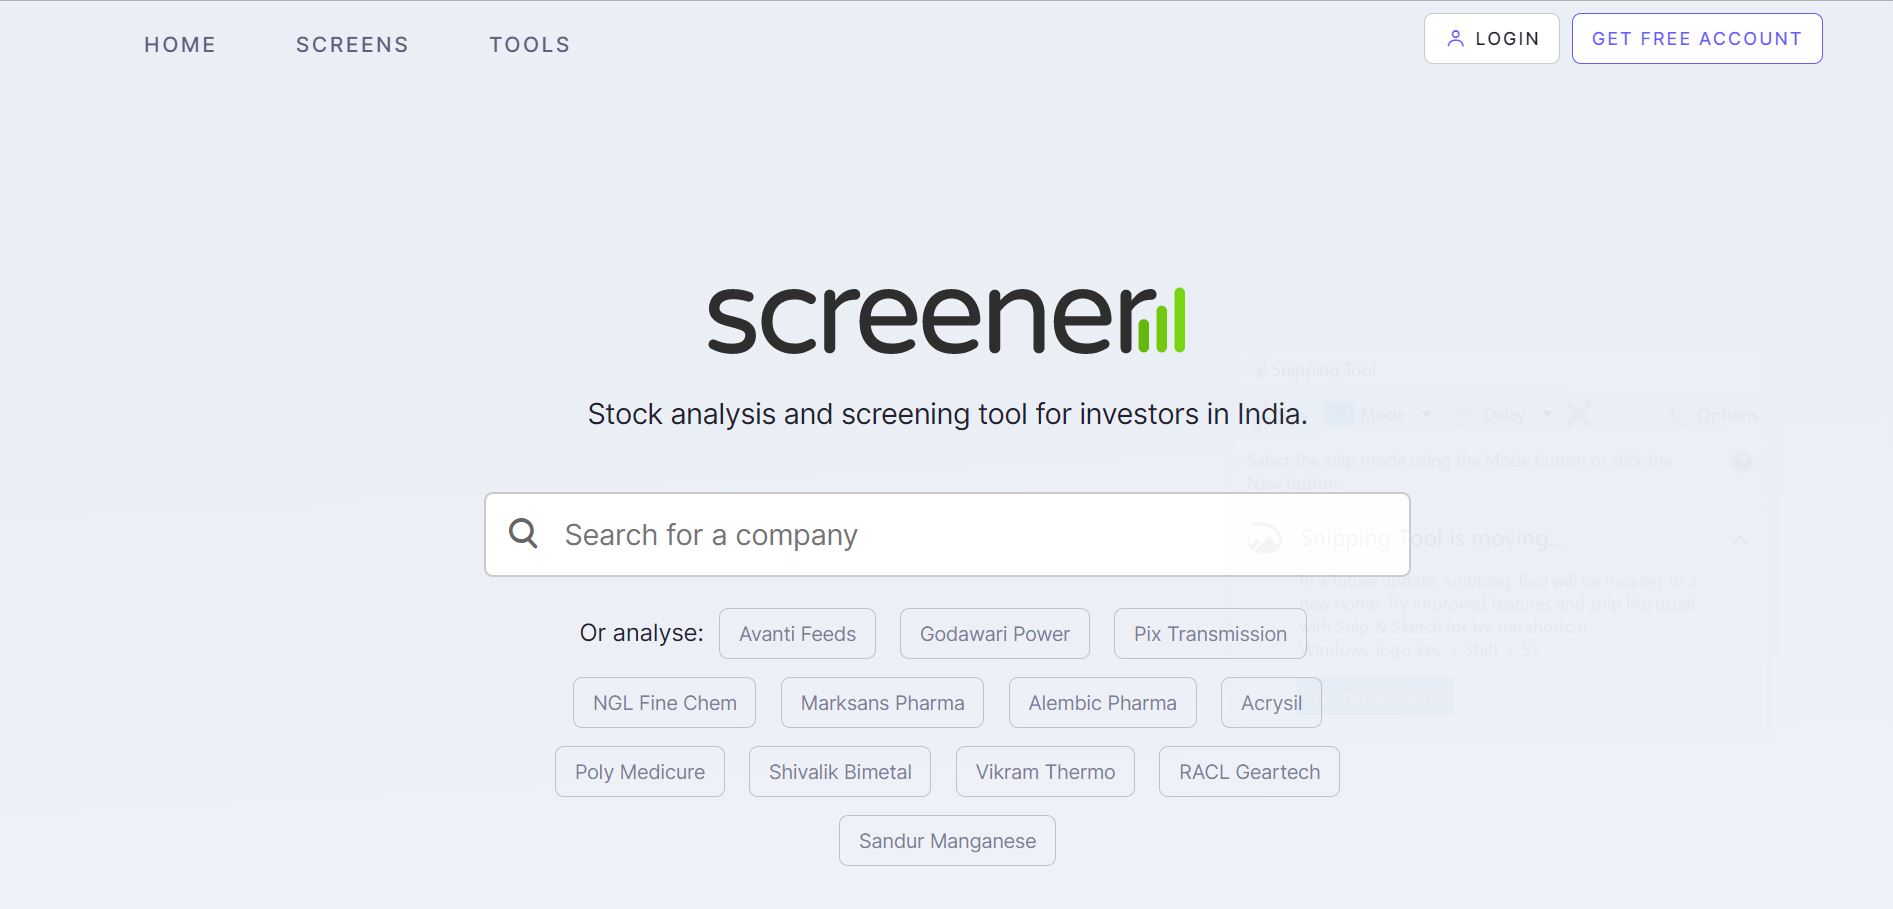 HOME SCREENS TOOLS LOGIN GET FREE ACCOUNT
screener
Stock analysis and screening tool for investors in India.
Search for a company
Or analyse: Avanti Feeds Godawari Power Pix Transmission
NGL Fine Chem Marksans Pharma Alembic Pharma Acrysil
Poly Medicure Shivalik Bimetal Vikram Thermo RACL Geartech
Sandur Manganese
Snipping Tool
Mode Delay Options
Select the snip mode using the Mode button or click the
New button.
Snipping Tool is moving...
In a future update, Snipping Tool will be moving to a
new home. Try improved features and snip like usual
with Snip & Sketch (or try the shortcut
Windows logo key + Shift + S).
Try Snip & Sketch